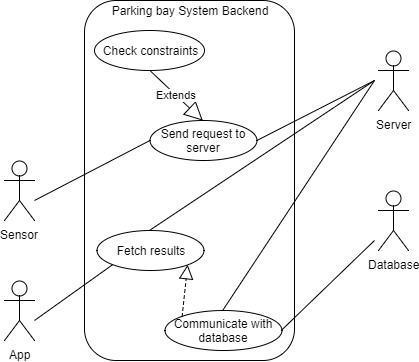 Parking bay System Backend
Check constraints
Extends
Send request to
server
Server
Sensor
Fetch results
Database
App
Communicate with
database